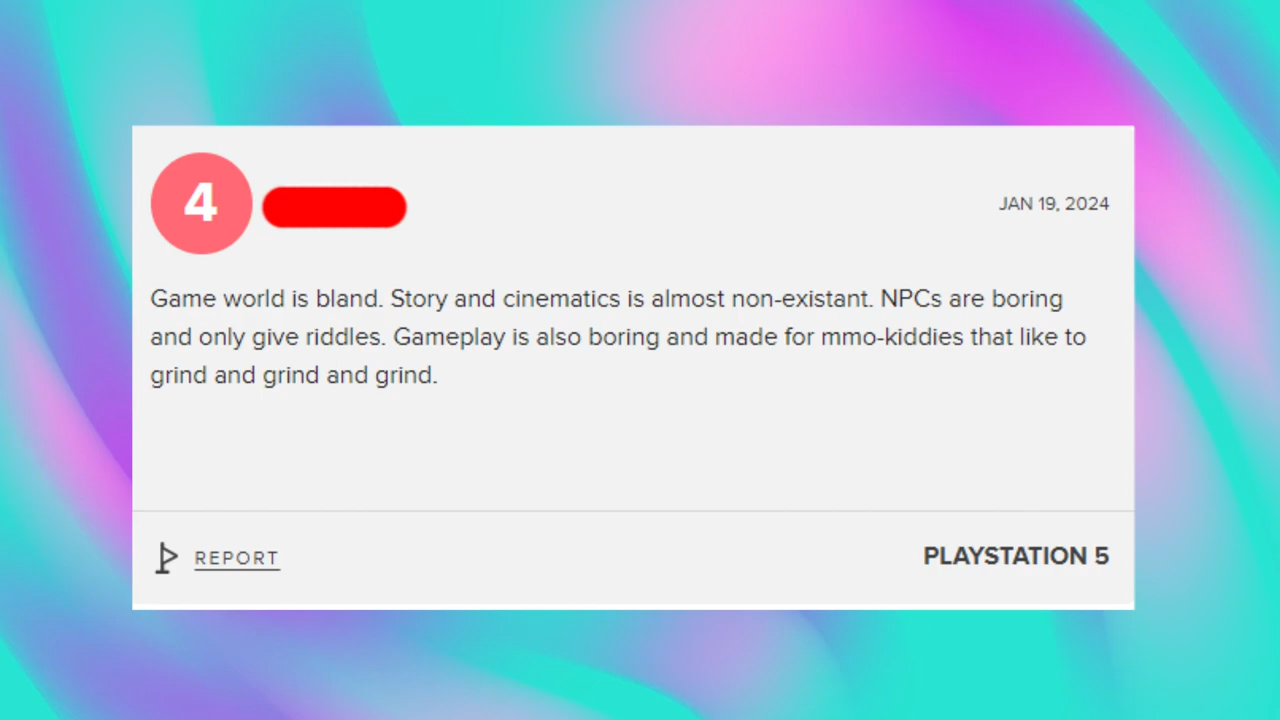 4
JAN 19, 2024
Game world is bland. Story and cinematics is almost non-existant. NPCs are boring
and only give riddles. Gameplay is also boring and made for mmo-kiddies that like to
grind and grind and grind.
REPORT
PLAYSTATION 5